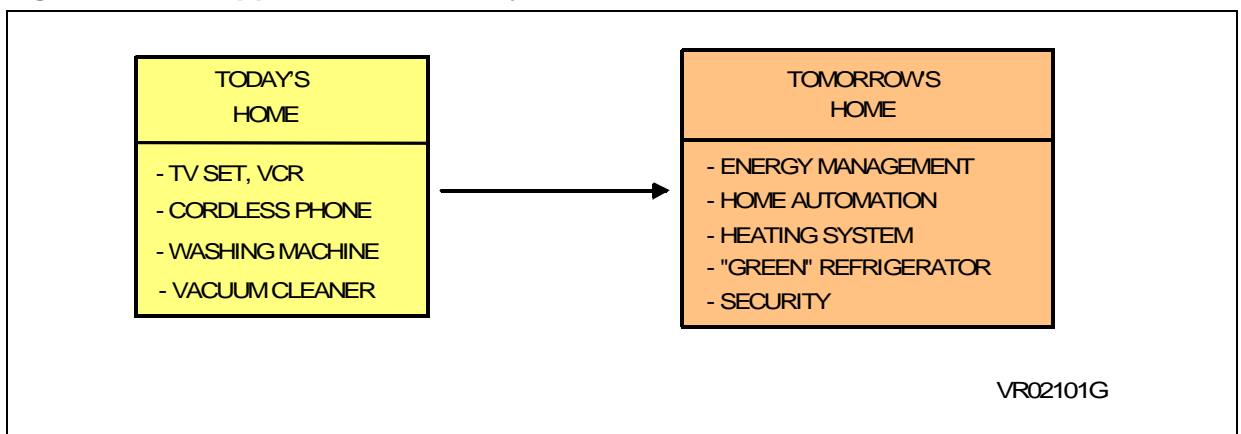 TODAY'S
HOME
- TV SET, VCR
- CORDLESS PHONE
- WASHING MACHINE
- VACUUM CLEANER
TOMORROW'S
HOME
- ENERGY MANAGEMENT
- HOME AUTOMATION
- HEATING SYSTEM
- "GREEN" REFRIGERATOR
- SECURITY
VR02101G